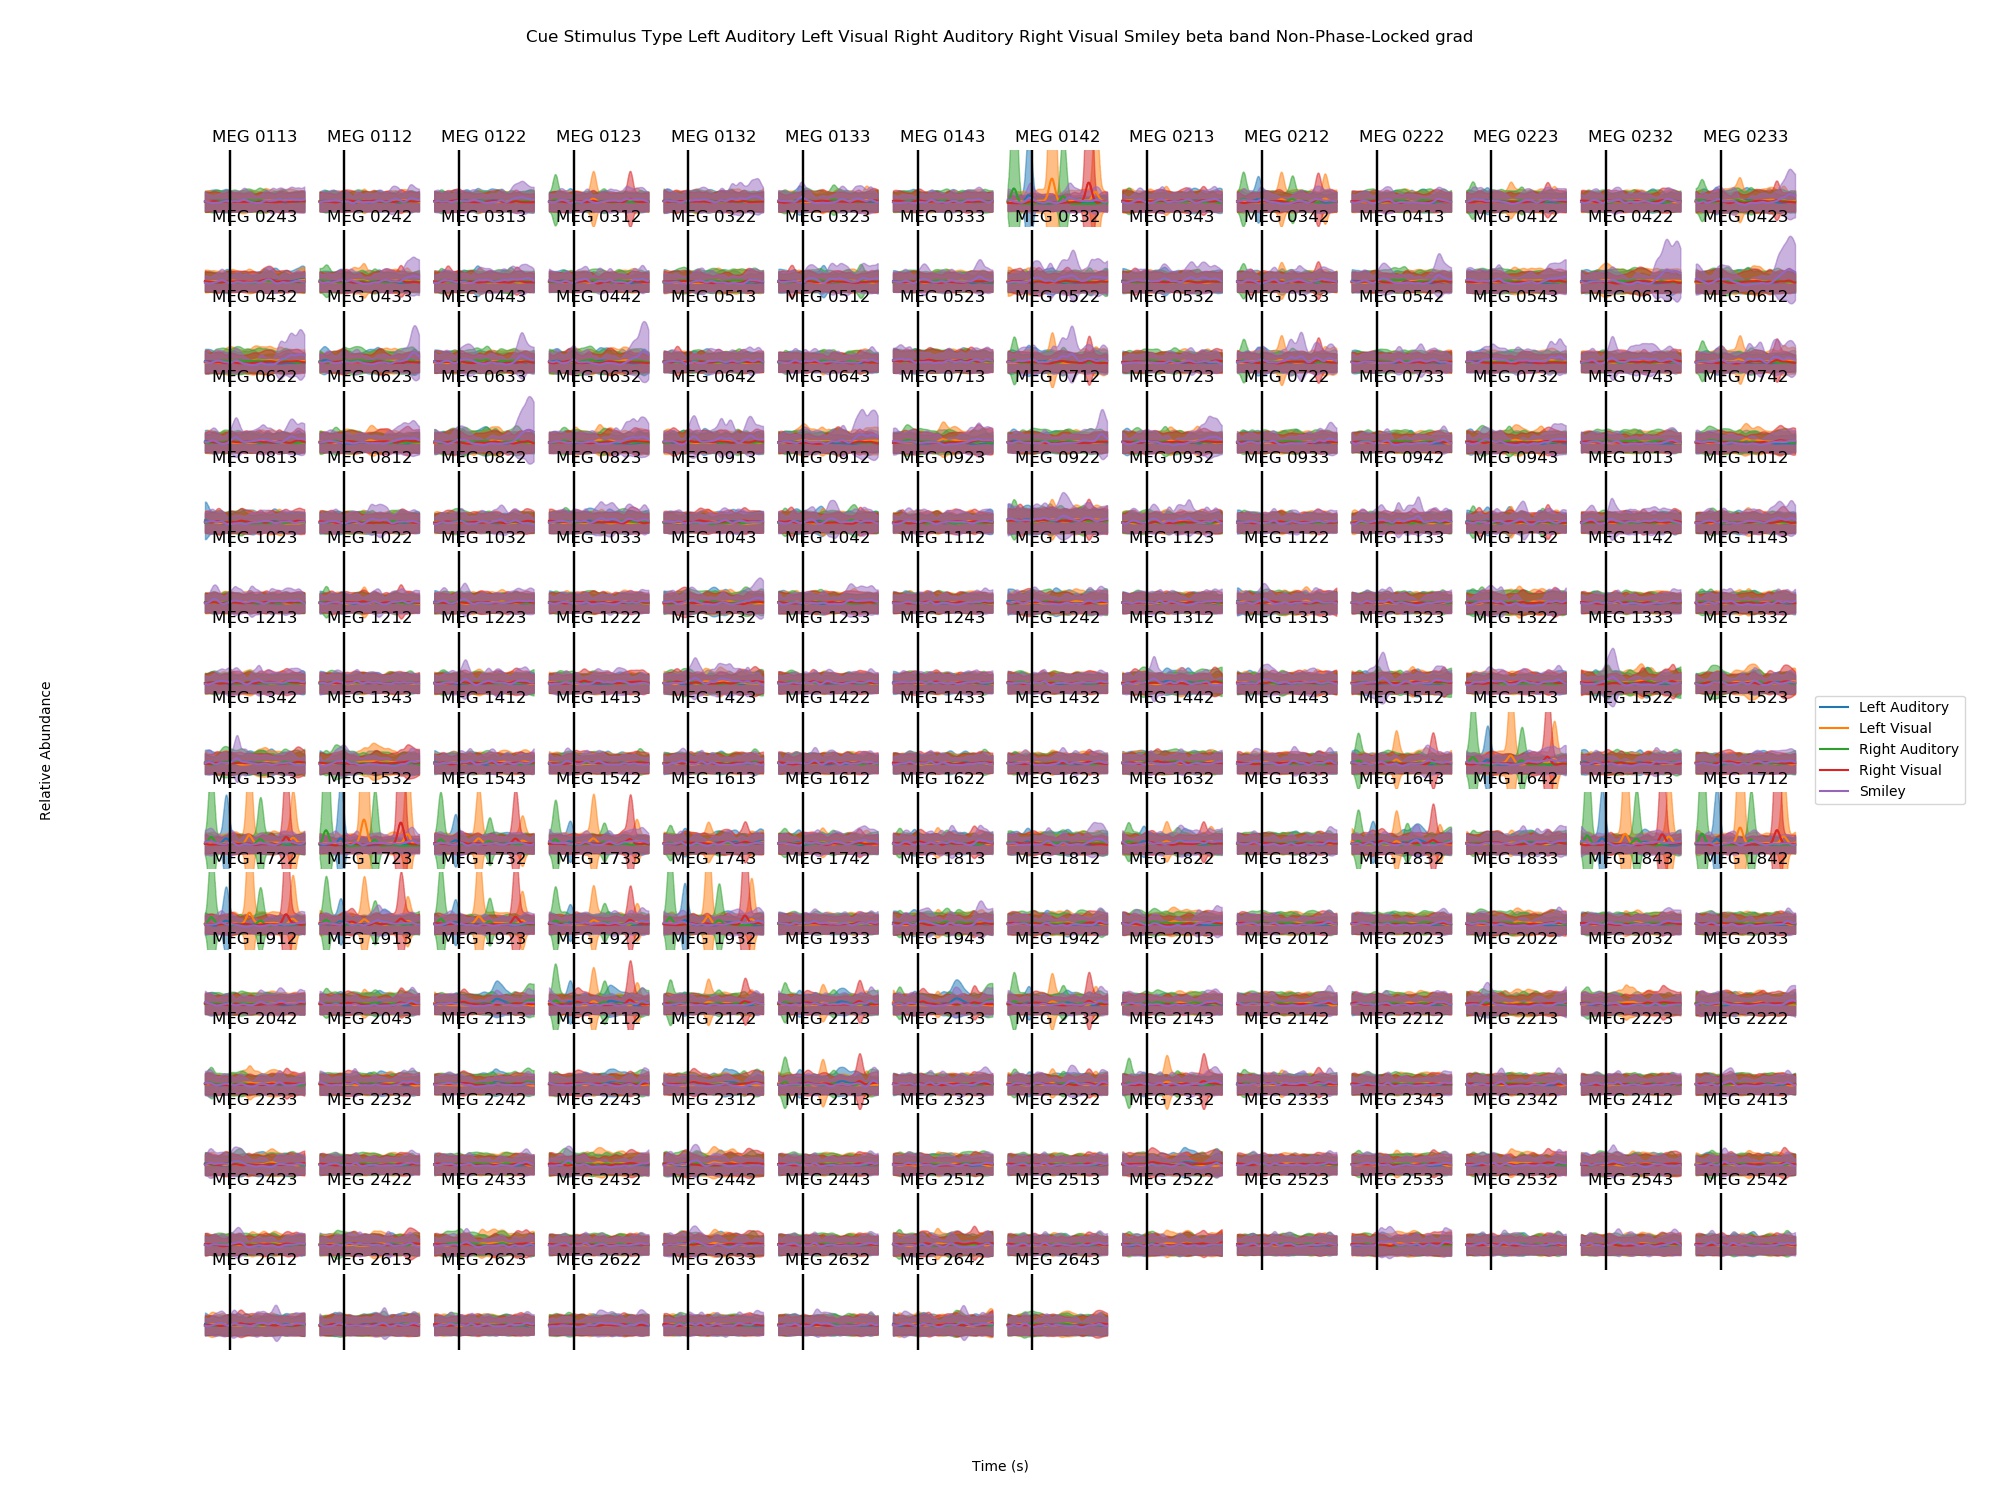 Cue Stimulus Type Left Auditory Left Visual Right Auditory Right Visual Smiley beta band Non-Phase-Locked grad
MEG 0113 MEG 0112 MEG 0122 MEG 0123 MEG 0132 MEG 0133 MEG 0143 MEG 0142 MEG 0213 MEG 0212 MEG 0222 MEG 0223 MEG 0232 MEG 0233
MEG 0243 MEG 0242 MEG 0313 MEG 0312 MEG 0322 MEG 0323 MEG 0333 MEG 0332 MEG 0343 MEG 0342 MEG 0413 MEG 0412 MEG 0422 MEG 0423
MEG 0432 MEG 0433 MEG 0443 MEG 0442 MEG 0513 MEG 0512 MEG 0523 MEG 0522 MEG 0532 MEG 0533 MEG 0542 MEG 0543 MEG 0613 MEG 0612
MEG 0622 MEG 0623 MEG 0633 MEG 0632 MEG 0642 MEG 0643 MEG 0713 MEG 0712 MEG 0723 MEG 0722 MEG 0733 MEG 0732 MEG 0743 MEG 0742
MEG 0813 MEG 0812 MEG 0822 MEG 0823 MEG 0913 MEG 0912 MEG 0923 MEG 0922 MEG 0932 MEG 0933 MEG 0942 MEG 0943 MEG 1013 MEG 1012
MEG 1023 MEG 1022 MEG 1032 MEG 1033 MEG 1043 MEG 1042 MEG 1112 MEG 1113 MEG 1123 MEG 1122 MEG 1133 MEG 1132 MEG 1142 MEG 1143
MEG 1213 MEG 1212 MEG 1223 MEG 1222 MEG 1232 MEG 1233 MEG 1243 MEG 1242 MEG 1312 MEG 1313 MEG 1323 MEG 1322 MEG 1333 MEG 1332
MEG 1342 MEG 1343 MEG 1412 MEG 1413 MEG 1423 MEG 1422 MEG 1433 MEG 1432 MEG 1442 MEG 1443 MEG 1512 MEG 1513 MEG 1522 MEG 1523
MEG 1533 MEG 1532 MEG 1543 MEG 1542 MEG 1613 MEG 1612 MEG 1622 MEG 1623 MEG 1632 MEG 1633 MEG 1643 MEG 1642 MEG 1713 MEG 1712
MEG 1722 MEG 1723 MEG 1732 MEG 1733 MEG 1743 MEG 1742 MEG 1813 MEG 1812 MEG 1822 MEG 1823 MEG 1832 MEG 1833 MEG 1843 MEG 1842
MEG 1912 MEG 1913 MEG 1923 MEG 1922 MEG 1932 MEG 1933 MEG 1943 MEG 1942 MEG 2013 MEG 2012 MEG 2023 MEG 2022 MEG 2032 MEG 2033
MEG 2042 MEG 2043 MEG 2113 MEG 2112 MEG 2122 MEG 2123 MEG 2133 MEG 2132 MEG 2143 MEG 2142 MEG 2212 MEG 2213 MEG 2223 MEG 2222
MEG 2233 MEG 2232 MEG 2242 MEG 2243 MEG 2312 MEG 2313 MEG 2323 MEG 2322 MEG 2332 MEG 2333 MEG 2343 MEG 2342 MEG 2412 MEG 2413
MEG 2423 MEG 2422 MEG 2433 MEG 2432 MEG 2442 MEG 2443 MEG 2512 MEG 2513 MEG 2522 MEG 2523 MEG 2533 MEG 2532 MEG 2543 MEG 2542
MEG 2612 MEG 2613 MEG 2623 MEG 2622 MEG 2633 MEG 2632 MEG 2642 MEG 2643
Relative Abundance
Left Auditory
Left Visual
Right Auditory
Right Visual
Smiley
Time (s)